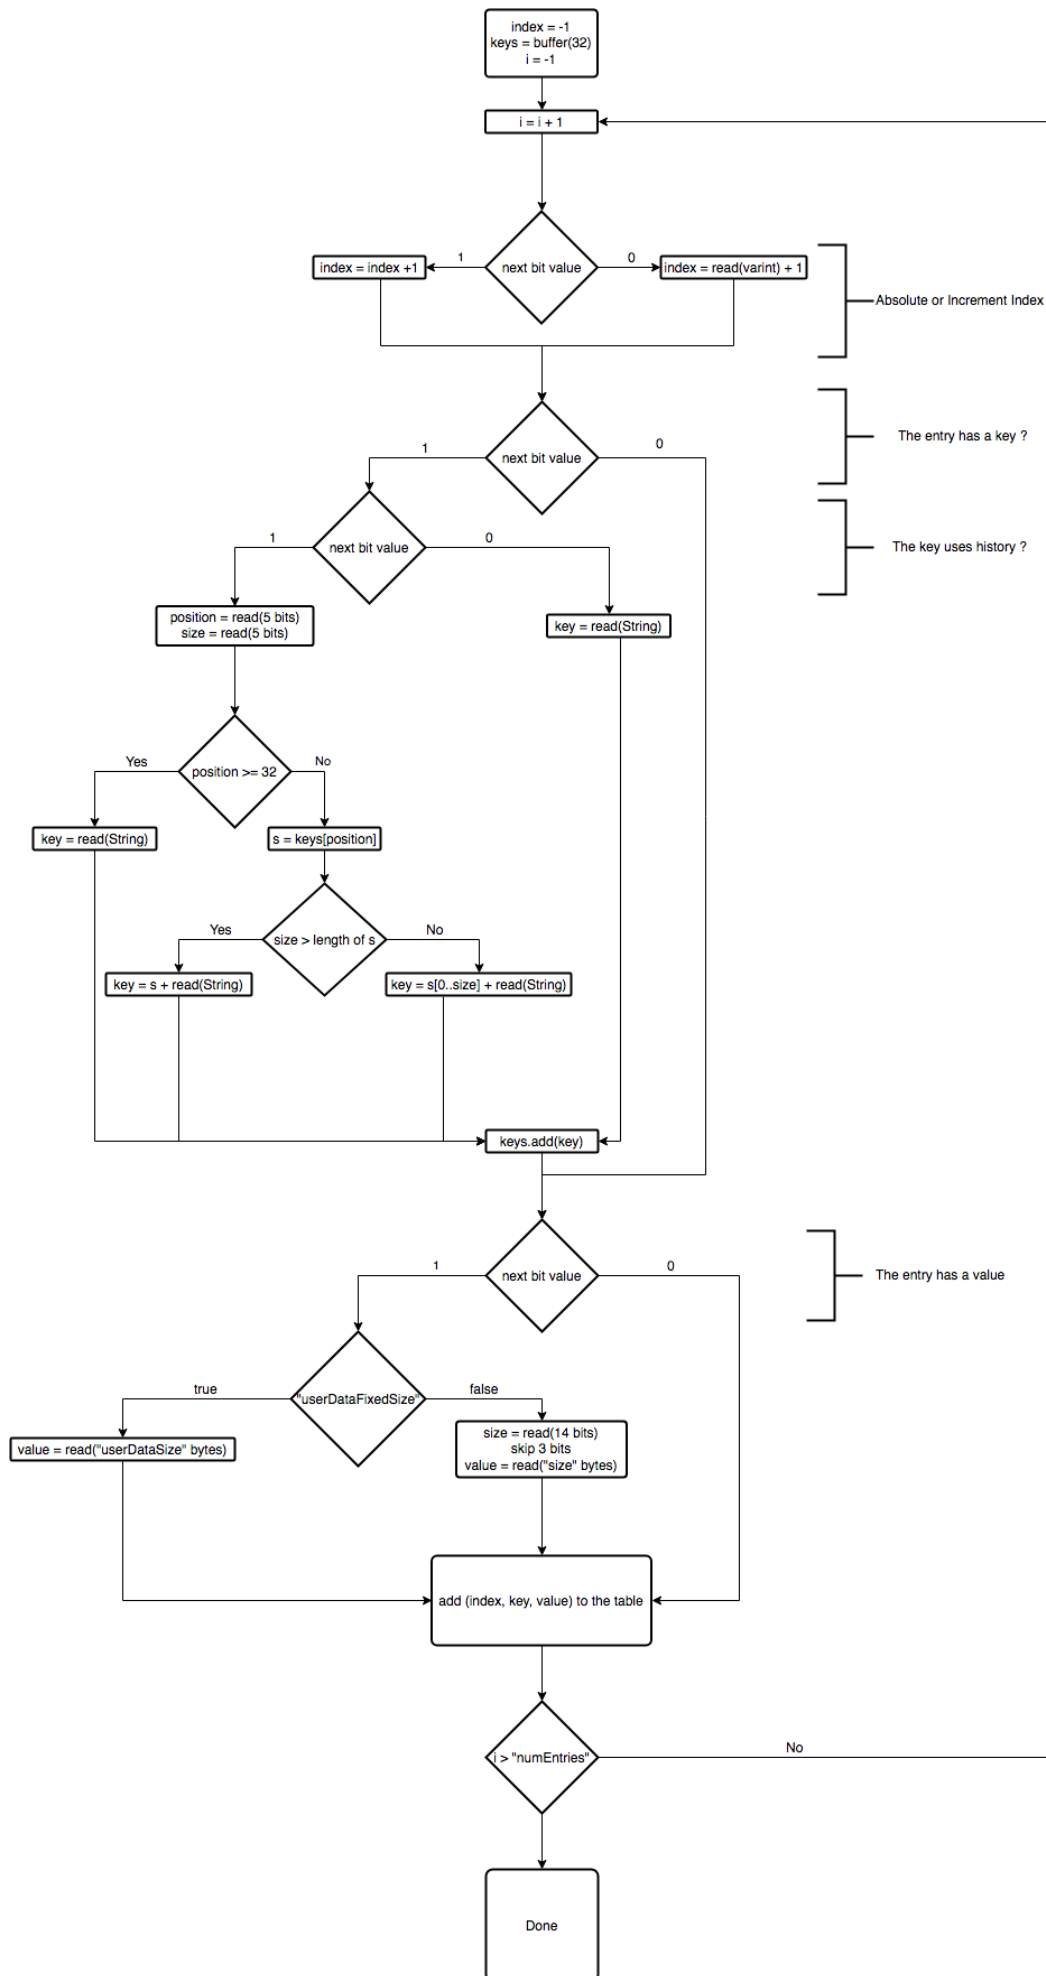 index = -1
keys = buffer(32)
i = -1
i = i + 1
next bit value
1
0
index = index +1
index = read(varint) + 1
Absolute or Increment Index
next bit value
1
0
The entry has a key ?
next bit value
1
0
The key uses history ?
position = read(5 bits)
size = read(5 bits)
key = read(String)
position >= 32
Yes
No
key = read(String)
s = keys[position]
size > length of s
Yes
No
key = s + read(String)
key = s[0..size] + read(String)
keys.add(key)
next bit value
1
0
The entry has a value
"userDataFixedSize"
true
false
value = read("userDataSize" bytes)
size = read(14 bits)
skip 3 bits
value = read("size" bytes)
add (index, key, value) to the table
i > "numEntries"
No
Done